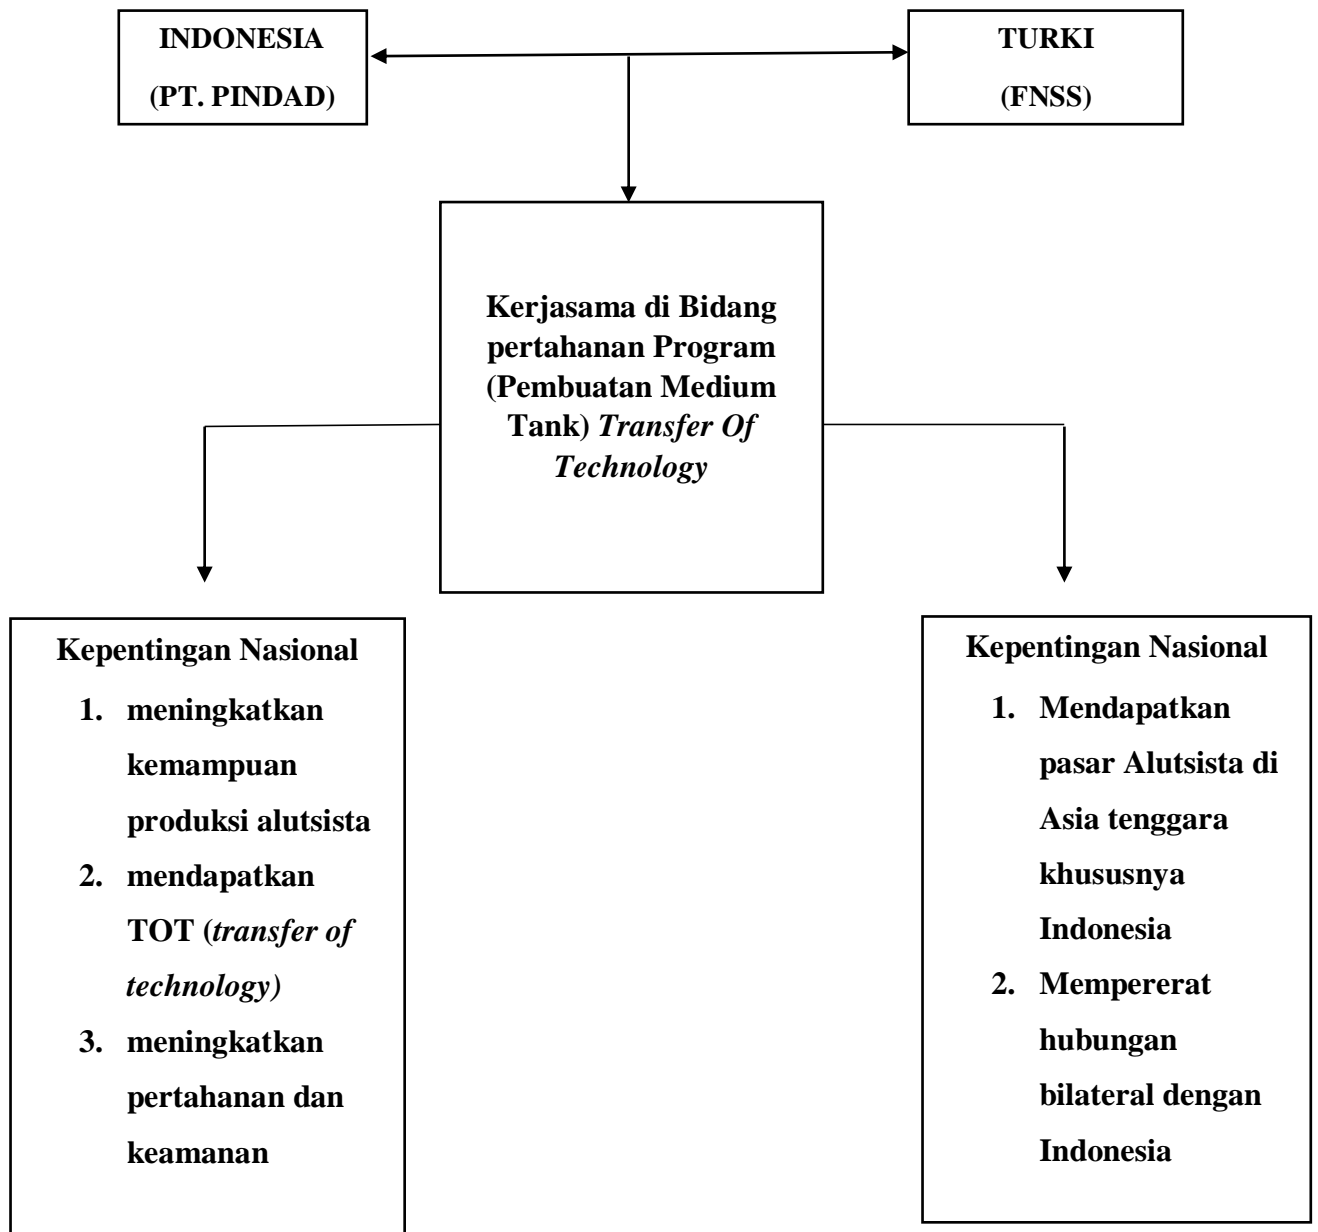 INDONESIA
(PT. PINDAD)
TURKI
(FNSS)
Kerjasama di Bidang
pertahanan Program
(Pembuatan Medium
Tank) Transfer Of
Technology
Kepentingan Nasional
1. meningkatkan
kemampuan
produksi alutsista
2. mendapatkan
TOT (transfer of
technology)
3. meningkatkan
pertahanan dan
keamanan
Kepentingan Nasional
1. Mendapatkan
pasar Alutsista di
Asia tenggara
khususnya
Indonesia
2. Mempererat
hubungan
bilateral dengan
Indonesia